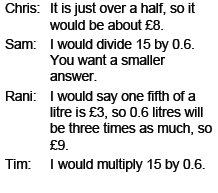 Chris: It is just over a half, so it
would be about £8.
Sam: I would divide 15 by 0.6.
You want a smaller
answer.
Rani: I would say one fifth of a
litre is £3, so 0.6 litres will
be three times as much, so
£9.
Tim: I would multiply 15 by 0.6.